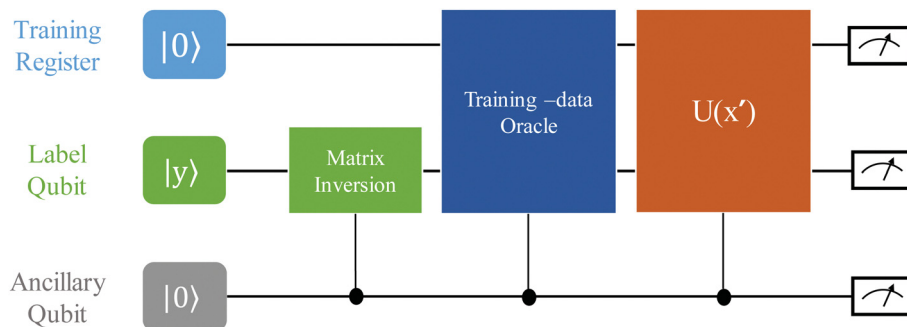 Training
Register
|0⟩
Training –data
Oracle
U(x′)
Label
Qubit
|y⟩
Matrix
Inversion
Ancillary
Qubit
|0⟩